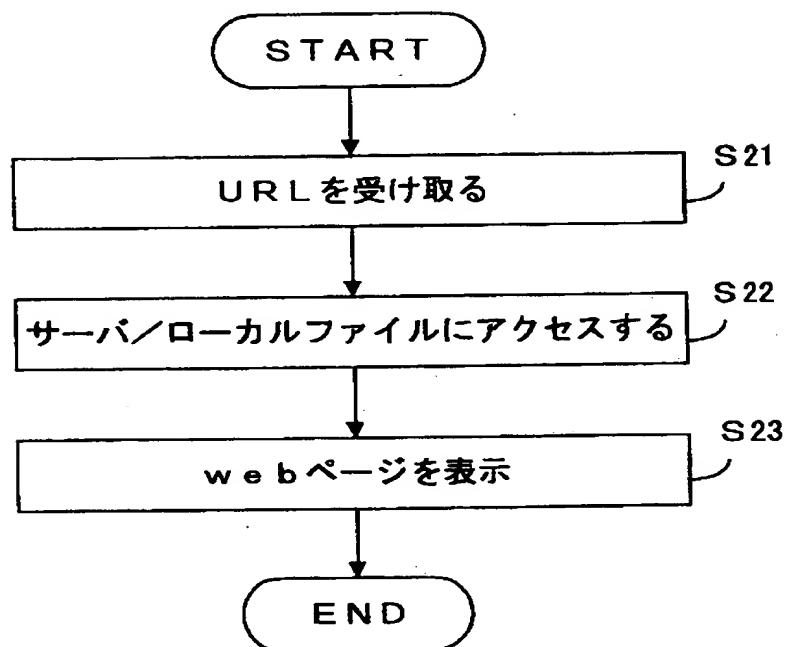 START
S21
URLを受け取る
S22
サーバ/ローカルファイルにアクセスする
S23
webページを表示
END